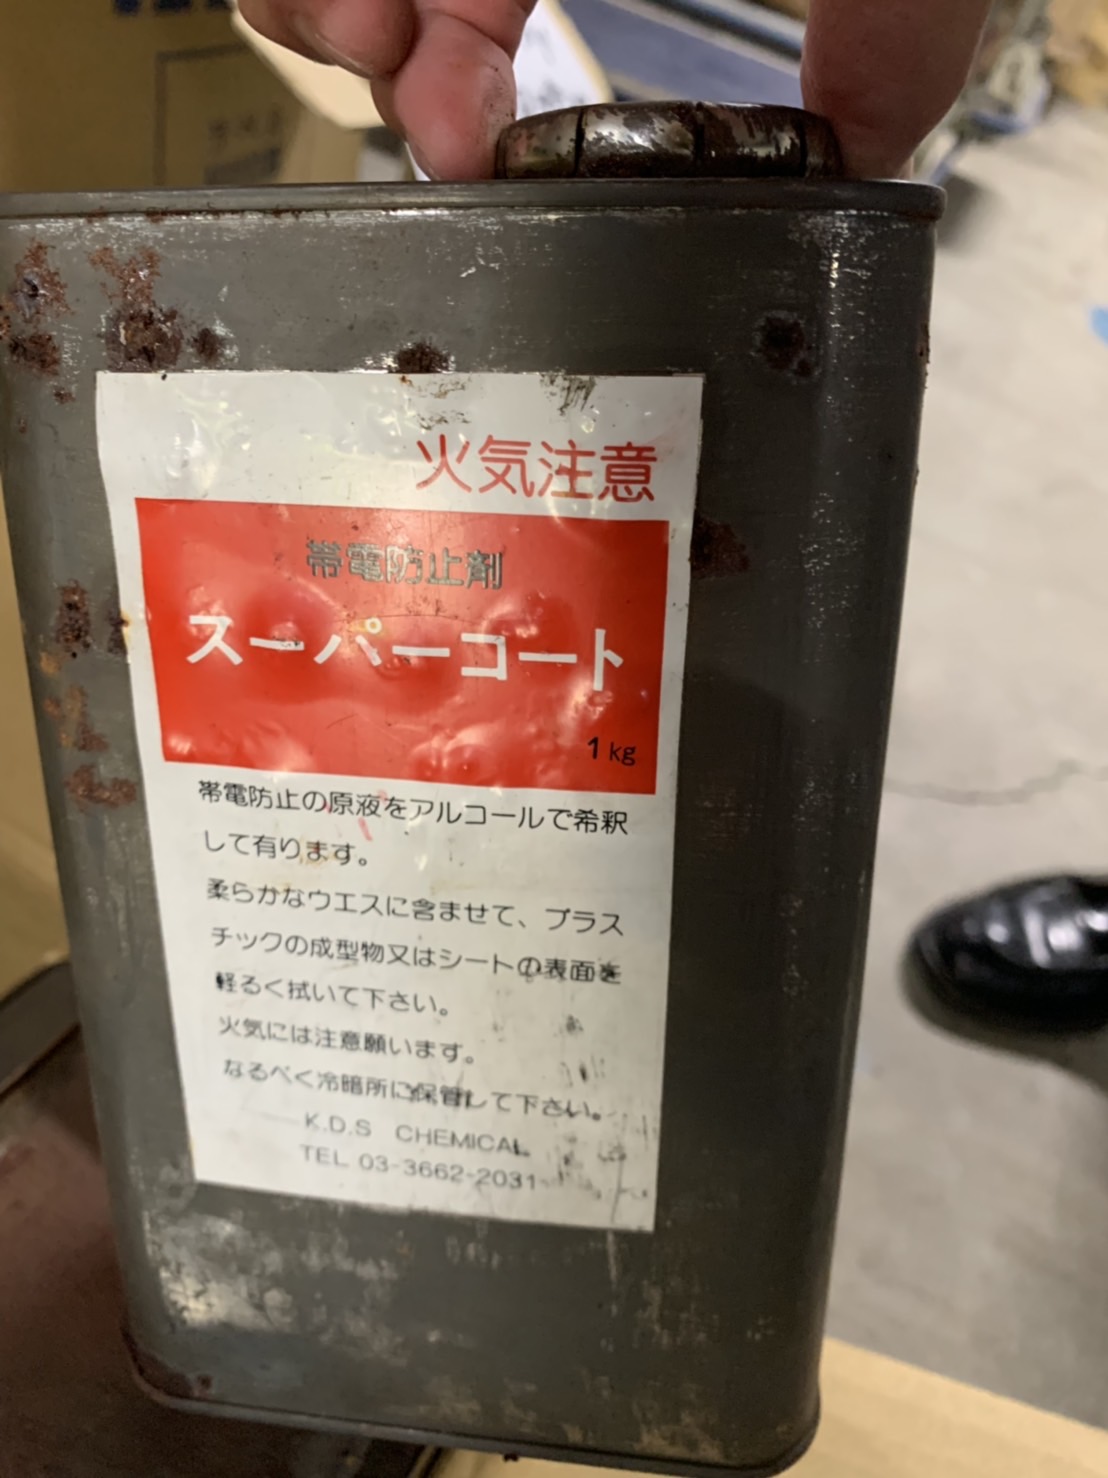 火気注意
帯電防止剤
スーパーコート
1kg
帯電防止の原液をアルコールで希釈
して有ります。
柔らかなウエスに含ませて、プラス
チックの成型物又はシートの表面を
軽るく拭いて下さい。
火気には注意願います。
なるべく冷暗所に保管して下さい。
K.D.S CHEMICAL
TEL 03-3662-2031